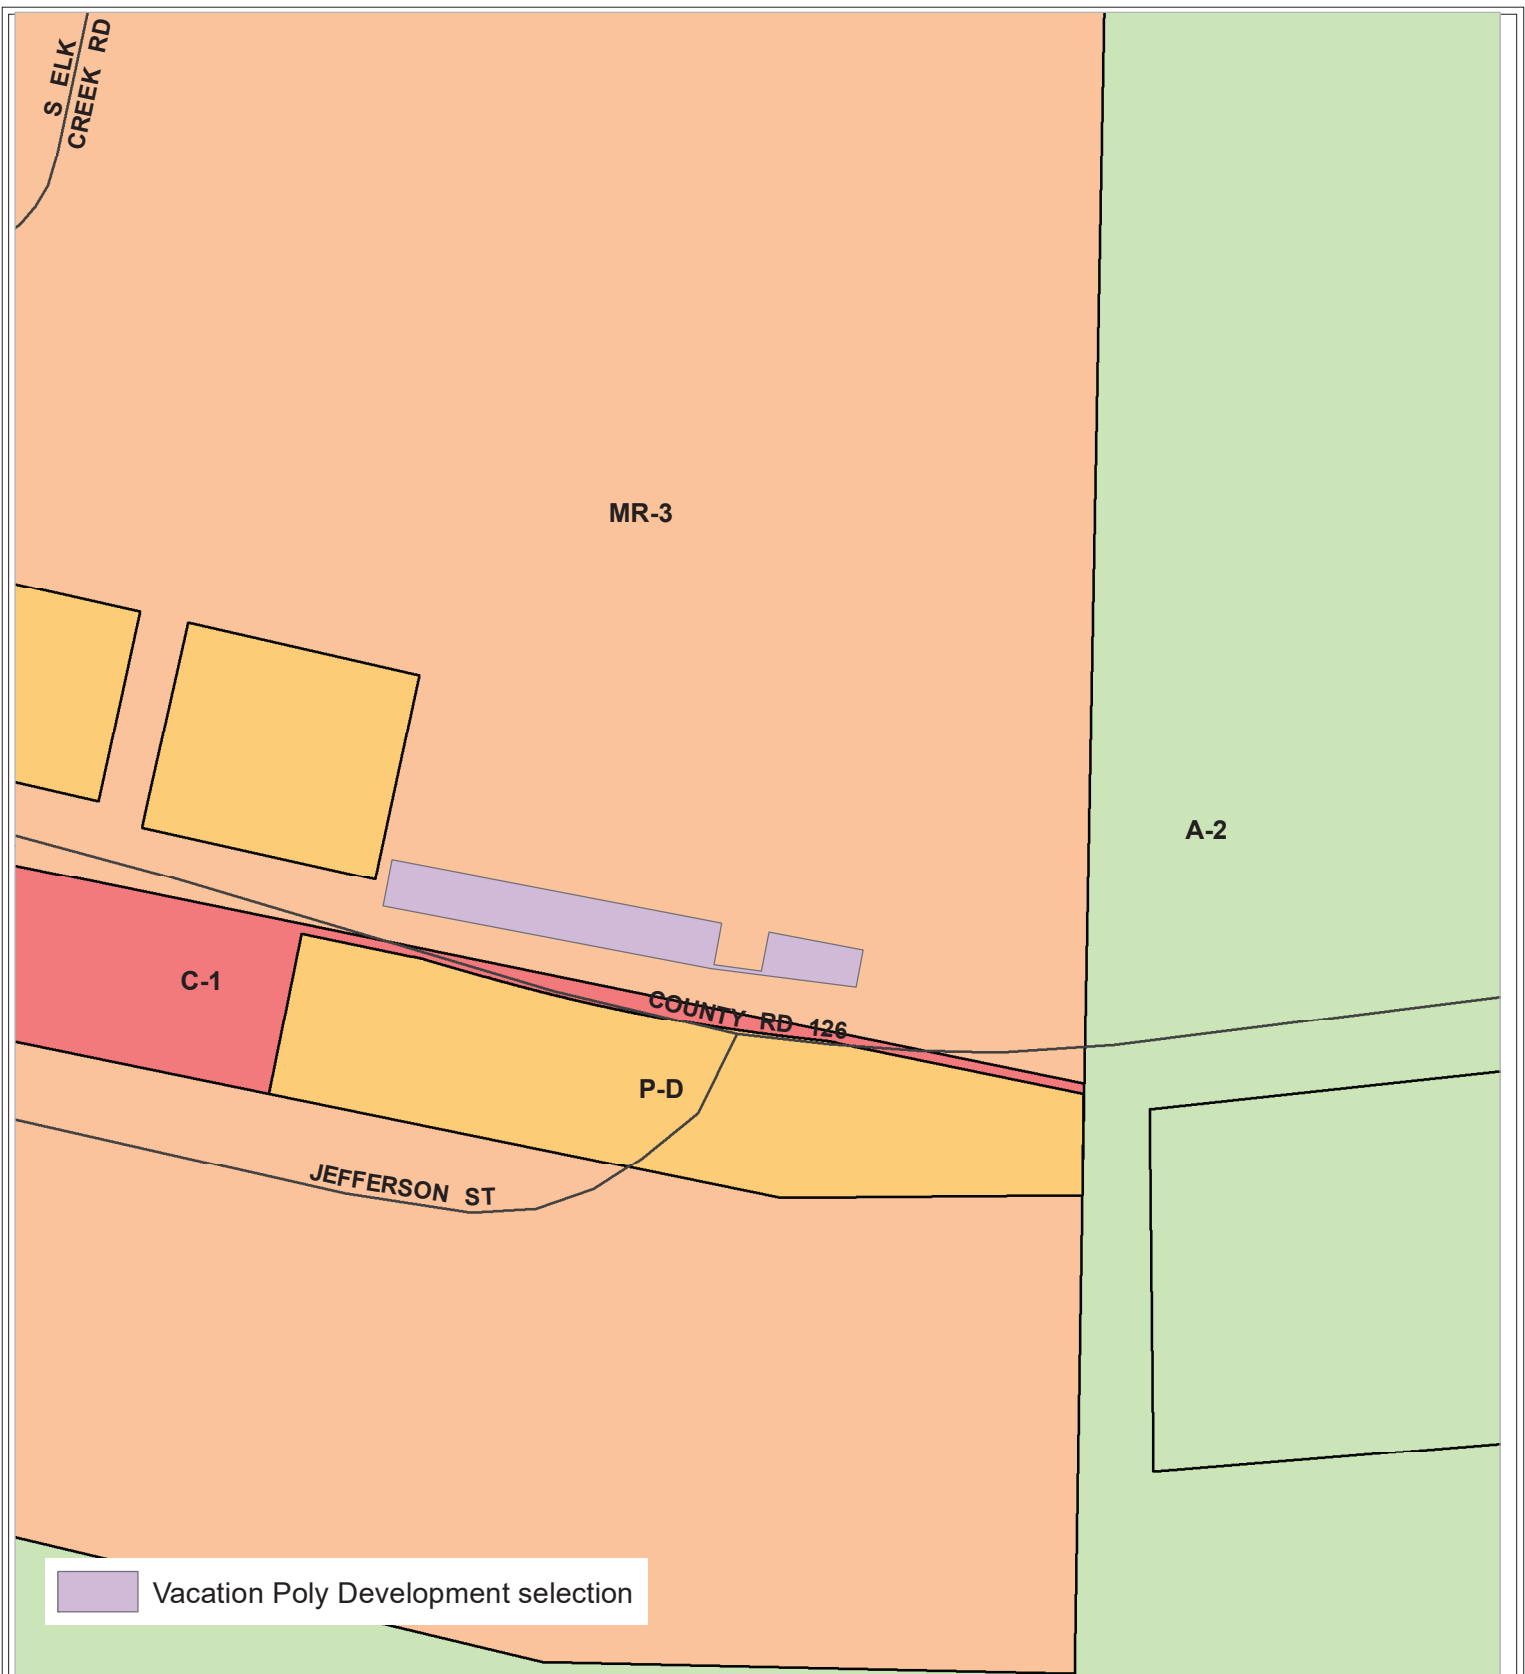 S ELK
CREEK RD
MR-3
A-2
C-1
COUNTY RD 126
P-D
JEFFERSON ST
Vacation Poly Development selection